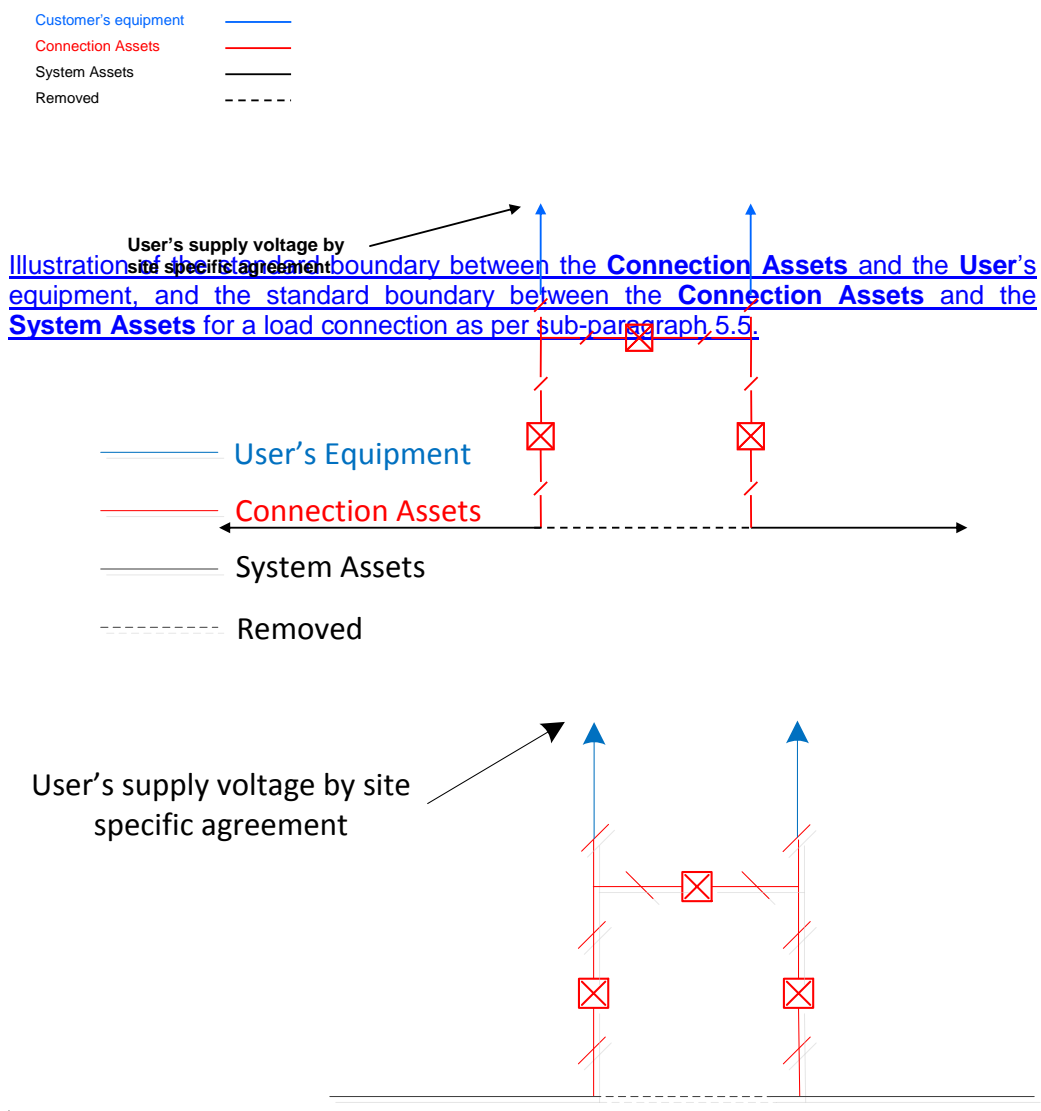 Customer's equipment
Connection Assets
System Assets
Removed
User's supply voltage by
site specific agreement
Illustration of the standard boundary between the Connection Assets and the User's
equipment, and the standard boundary between the Connection Assets and the
System Assets for a load connection as per sub-paragraph 5.5.
User's Equipment
Connection Assets
System Assets
Removed
User's supply voltage by site
specific agreement